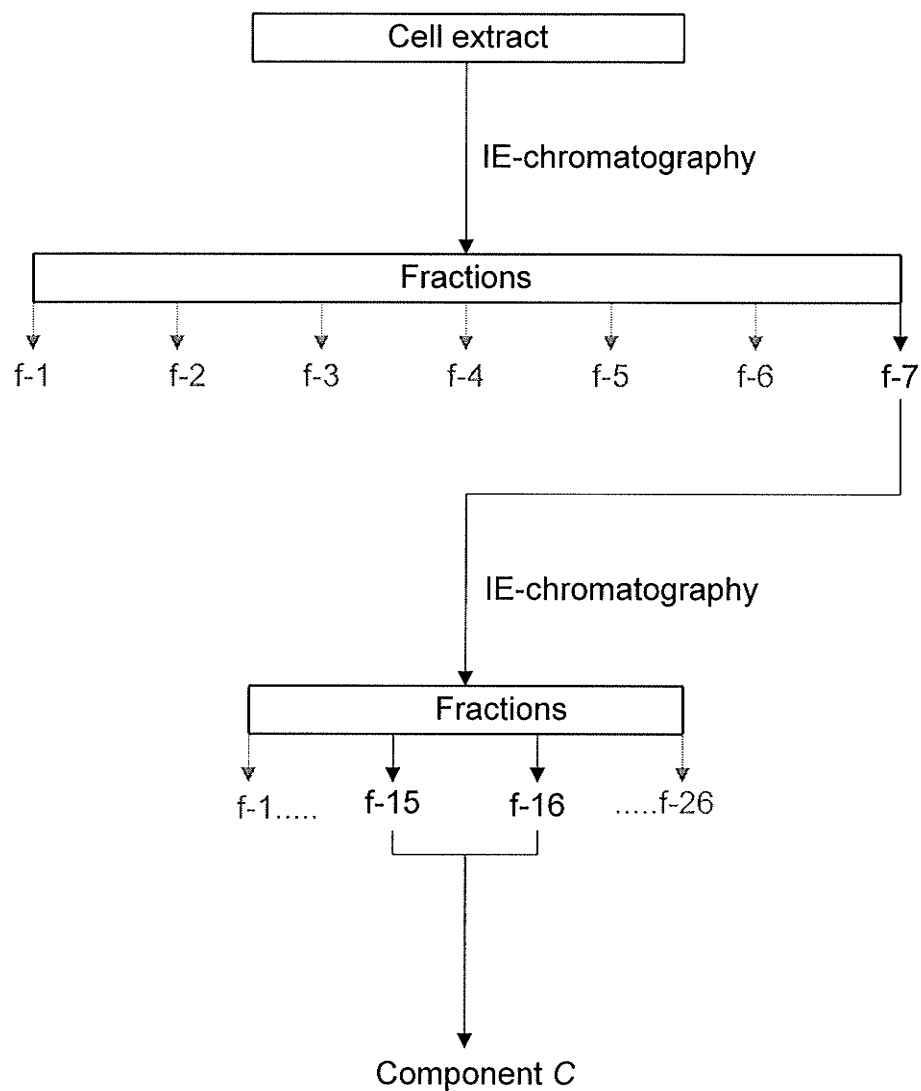 Cell extract
IE-chromatography
Fractions
f-1 f-2 f-3 f-4 f-5 f-6 f-7
IE-chromatography
Fractions
f-1..... f-15 f-16 .....f-26
Component C